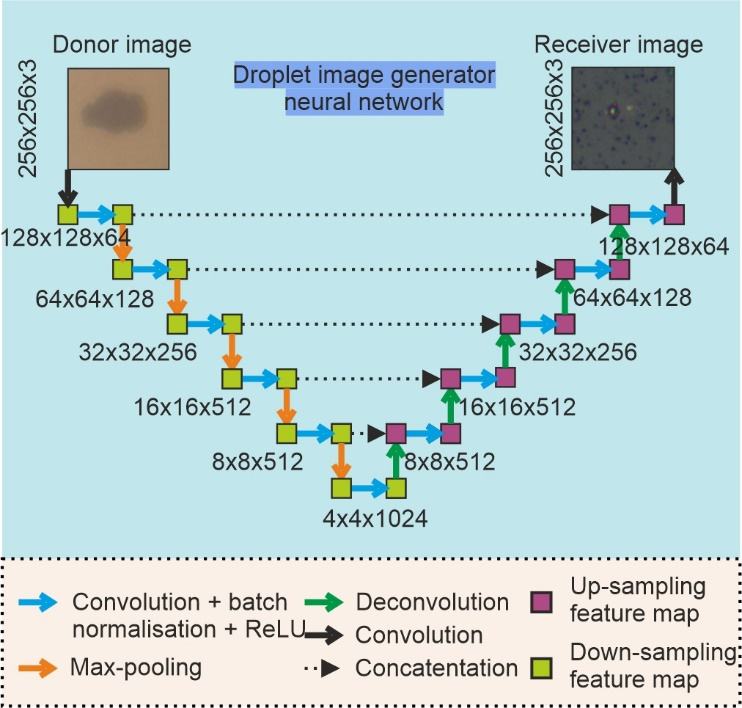 Donor image
Receiver image
Droplet image generator
neural network
256x256x3
256x256x3
128x128x64
128x128x64
64x64x128
64x64x128
32x32x256
32x32x256
16x16x512
16x16x512
8x8x512
8x8x512
4x4x1024
Convolution + batch
normalisation + ReLU
Max-pooling
Deconvolution
Convolution
Concatentation
Up-sampling
feature map
Down-sampling
feature map